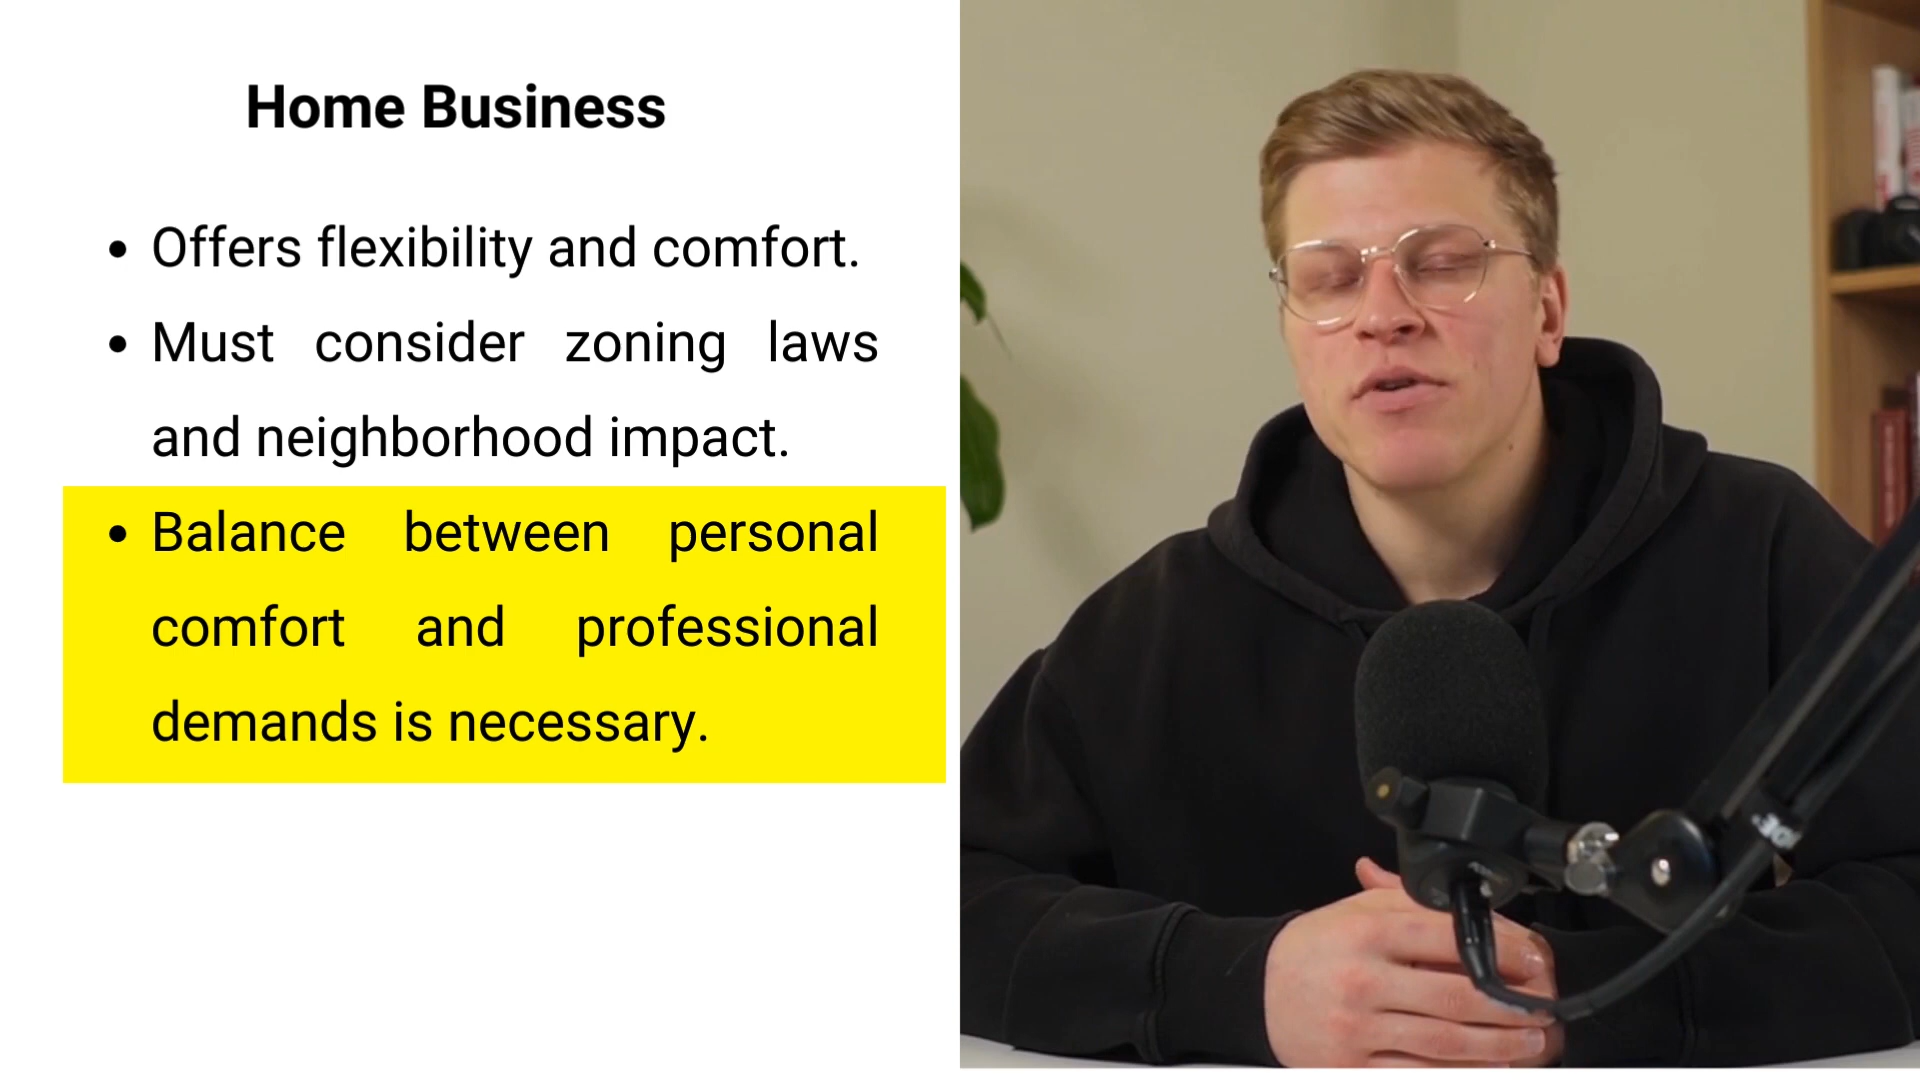 Home Business
• Offers flexibility and comfort.
• Must consider zoning laws
and neighborhood impact.
• Balance between personal
comfort and professional
demands is necessary.